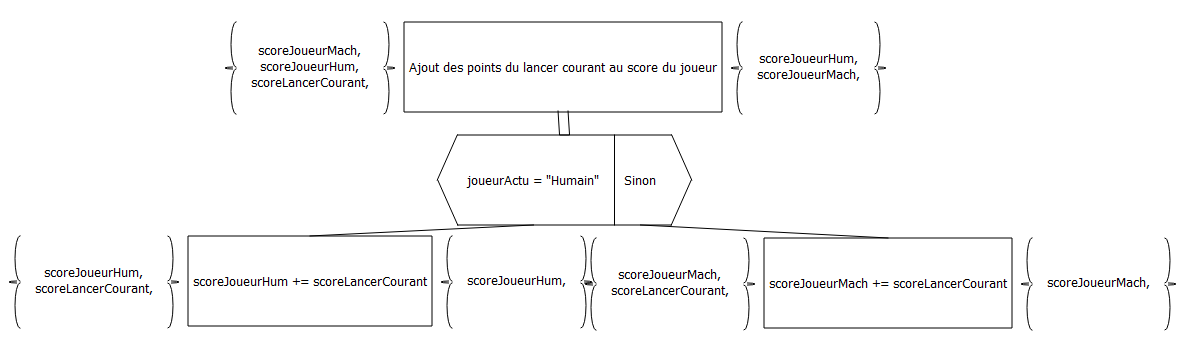 scoreJoueurMach,
scoreJoueurHum,
scoreLancerCourant,
Ajout des points du lancer courant au score du joueur
scoreJoueurHum,
scoreJoueurMach,
joueurActu = "Humain"
Sinon
scoreJoueurHum,
scoreLancerCourant,
scoreJoueurHum += scoreLancerCourant
scoreJoueurHum,
scoreJoueurMach,
scoreLancerCourant,
scoreJoueurMach += scoreLancerCourant
scoreJoueurMach,